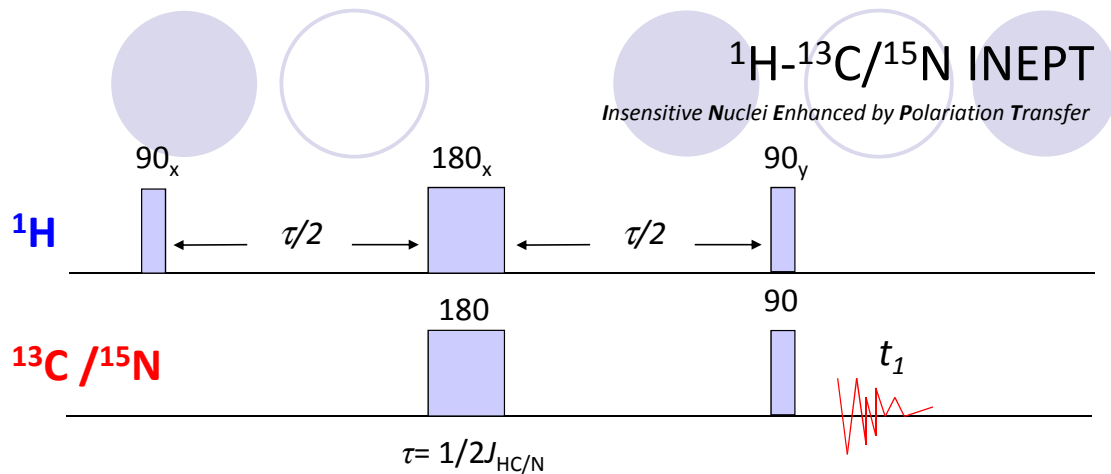 ¹H-¹³C/¹⁵N INEPT
Insensitive Nuclei Enhanced by Polariation Transfer
90ₓ 180ₓ 90ᵧ
¹H τ/2 τ/2
180 90
¹³C /¹⁵N t₁
τ= 1/2J_HC/N